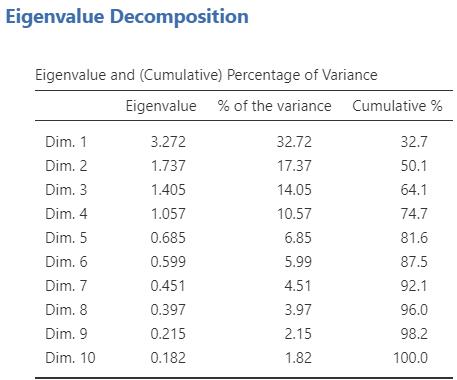 Eigenvalue Decomposition
Eigenvalue and (Cumulative) Percentage of Variance
Eigenvalue % of the variance Cumulative %
Dim. 1 3.272 32.72 32.7
Dim. 2 1.737 17.37 50.1
Dim. 3 1.405 14.05 64.1
Dim. 4 1.057 10.57 74.7
Dim. 5 0.685 6.85 81.6
Dim. 6 0.599 5.99 87.5
Dim. 7 0.451 4.51 92.1
Dim. 8 0.397 3.97 96.0
Dim. 9 0.215 2.15 98.2
Dim. 10 0.182 1.82 100.0